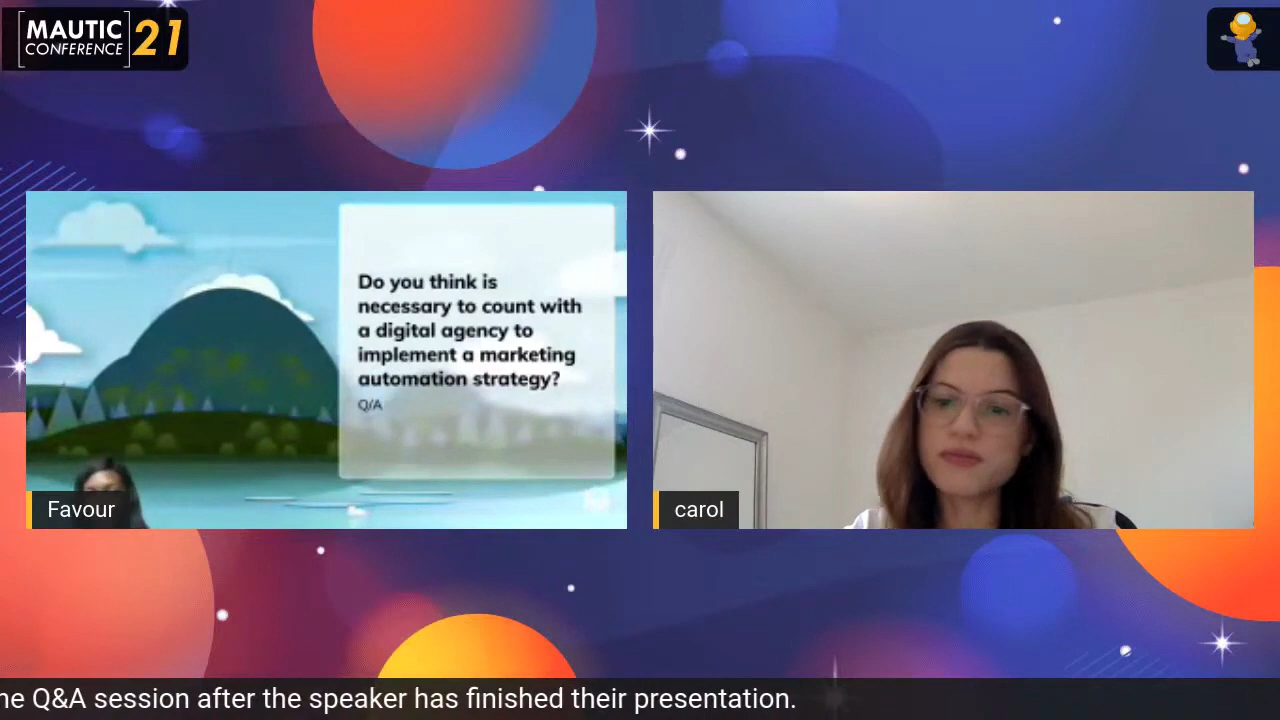 MAUTIC
CONFERENCE
21
Do you think is
necessary to count with
a digital agency to
implement a marketing
automation strategy?
Q/A
Favour
carol
Q&A session after the speaker has finished their presentation.